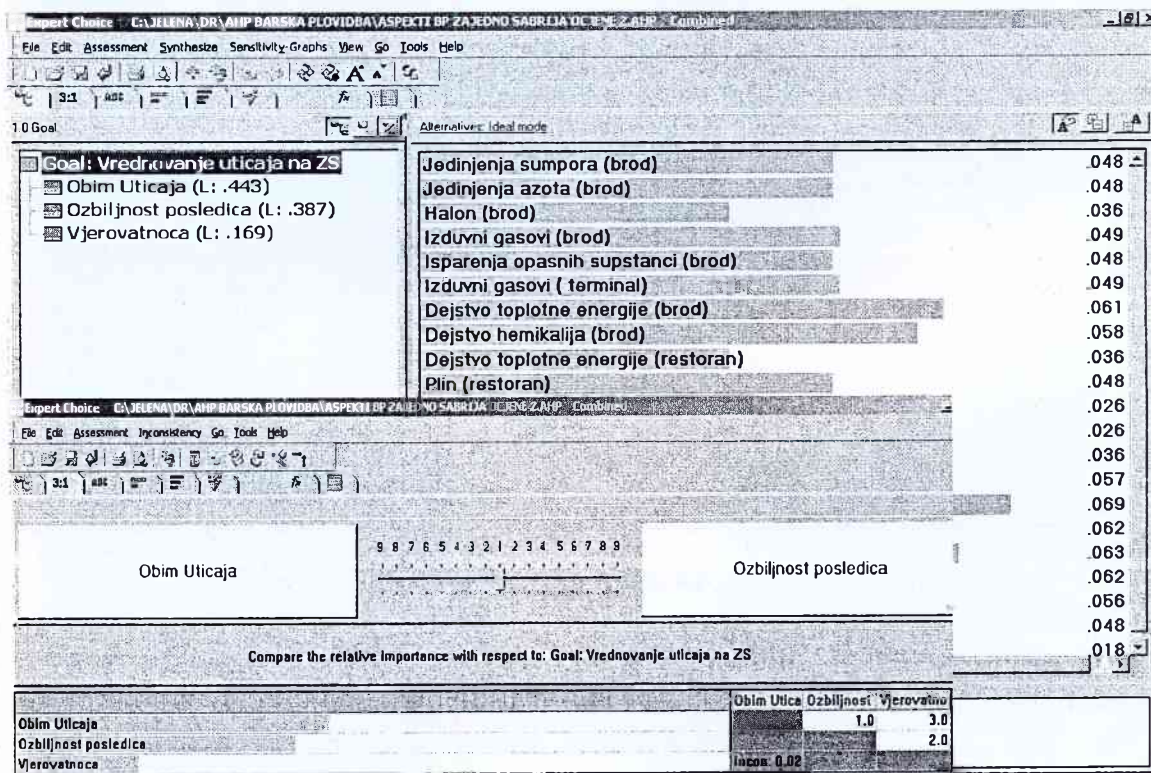 Expert Choice C:\JELENA\DR\AHP BARSKA PLOVIDBA\ASPEKTI BP ZAJEDNO SABRIJA OCJENE Z.AHP - Combined
File Edit Assessment Synthesize Sensitivity-Graphs View Go Tools Help
3:1 ABC
1.0 Goal
Alternatives: Ideal mode
Goal: Vrednovanje uticaja na ZS
Obim Uticaja (L: .443)
Ozbiljnost posledica (L: .387)
Vjerovatnoca (L: .169)
Jedinjenja sumpora (brod) .048
Jedinjenja azota (brod) .048
Halon (brod) .036
Izduvni gasovi (brod) .049
Isparenja opasnih supstanci (brod) .048
Izduvni gasovi ( terminal) .049
Dejstvo toplotne energije (brod) .061
Dejstvo hemikalija (brod) .058
Dejstvo toplotne energije (restoran) .036
Plin (restoran) .048
.026
.026
.036
.057
.069
.062
.063
.062
.056
.048
.018
Expert Choice C:\JELENA\DR\AHP BARSKA PLOVIDBA\ASPEKTI BP ZAJEDNO SABRIJA OCJENE Z.AHP Combined
File Edit Assessment Inconsistency Go Tools Help
3:1 ABC
Obim Uticaja
9 8 7 6 5 4 3 2 1 2 3 4 5 6 7 8 9
Ozbiljnost posledica
Compare the relative importance with respect to: Goal: Vrednovanje uticaja na ZS
Obim Utica Ozbiljnost Vjerovatno
Obim Uticaja 1.0 3.0
Ozbiljnost posledica 2.0
Vjerovatnoca Incon: 0.02